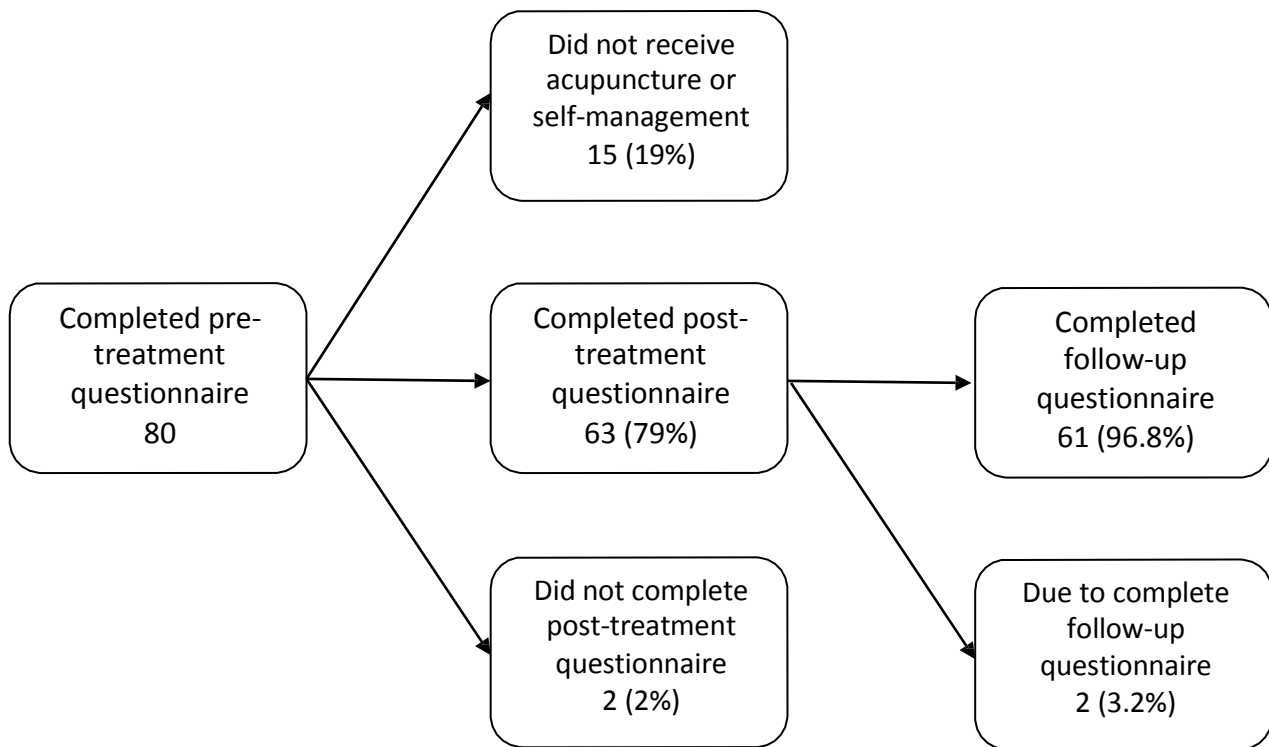 Did not receive
acupuncture or
self-management
15 (19%)
Completed pre-
treatment
questionnaire
80
Completed post-
treatment
questionnaire
63 (79%)
Completed
follow-up
questionnaire
61 (96.8%)
Did not complete
post-treatment
questionnaire
2 (2%)
Due to complete
follow-up
questionnaire
2 (3.2%)